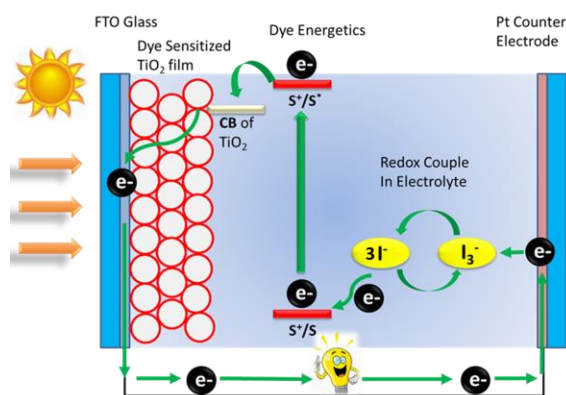 FTO Glass
Dye Sensitized
TiO₂ film
Dye Energetics
Pt Counter
Electrode
e-
S⁺/S*
CB of
TiO₂
e-
Redox Couple
In Electrolyte
3I⁻
I₃⁻
e-
e-
e-
S⁺/S
e-
e-